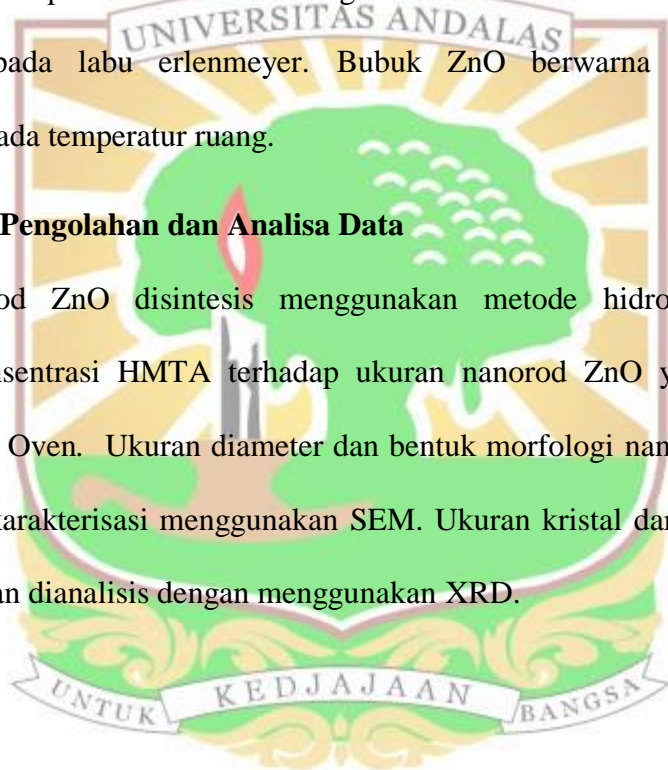 UNIVERSITAS ANDALAS
pada labu erlenmeyer. Bubuk ZnO berwarna
ada temperatur ruang.
Pengolahan dan Analisa Data
od ZnO disintesis menggunakan metode hidro
nsentrasi HMTA terhadap ukuran nanorod ZnO y
Oven. Ukuran diameter dan bentuk morfologi nan
karakterisasi menggunakan SEM. Ukuran kristal dar
an dianalisis dengan menggunakan XRD.
UNTUK KEDJAJAAN BANGSA